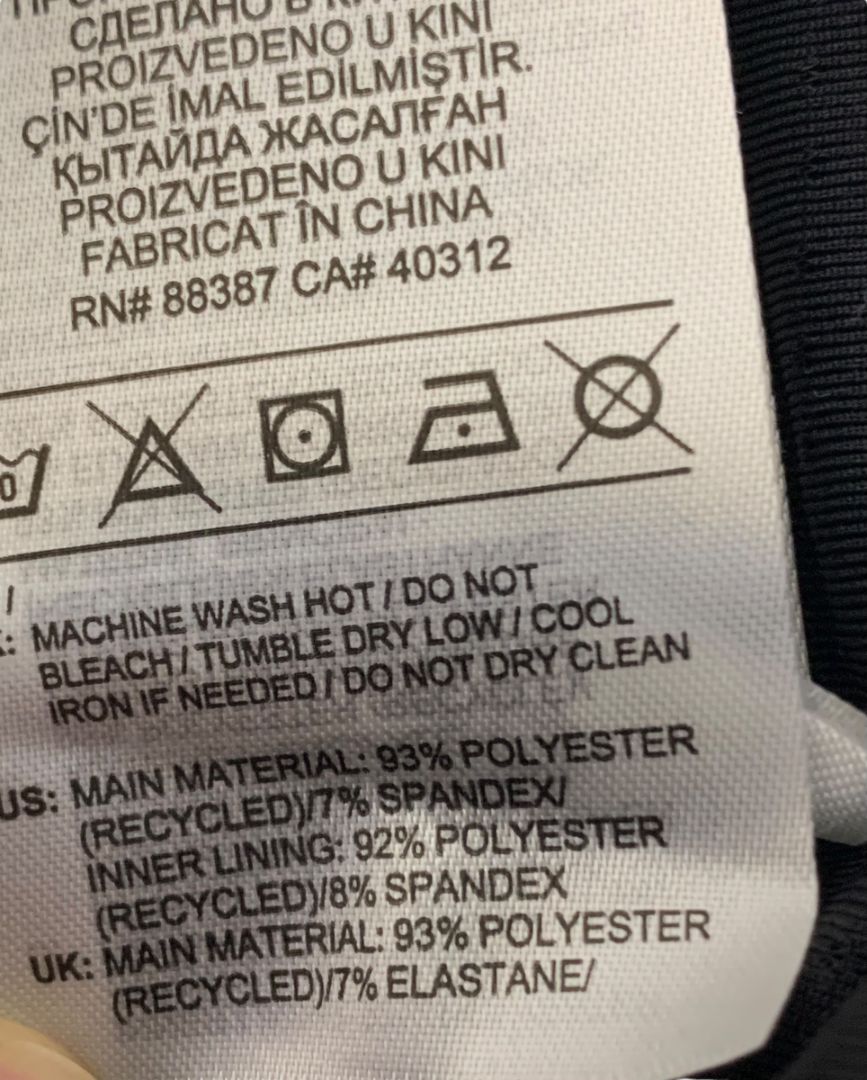 СДЕЛАНО В
PROIZVEDENO U KINI
ÇİN'DE İMAL EDİLMİŞTİR.
ҚЫТАЙДА ЖАСАЛҒАН
PROIZVEDENO U KINI
FABRICAT ÎN CHINA
RN# 88387 CA# 40312
0
/
: MACHINE WASH HOT / DO NOT
BLEACH / TUMBLE DRY LOW / COOL
IRON IF NEEDED / DO NOT DRY CLEAN
US: MAIN MATERIAL: 93% POLYESTER
(RECYCLED)/7% SPANDEX/
INNER LINING: 92% POLYESTER
(RECYCLED)/8% SPANDEX
UK: MAIN MATERIAL: 93% POLYESTER
(RECYCLED)/7% ELASTANE/